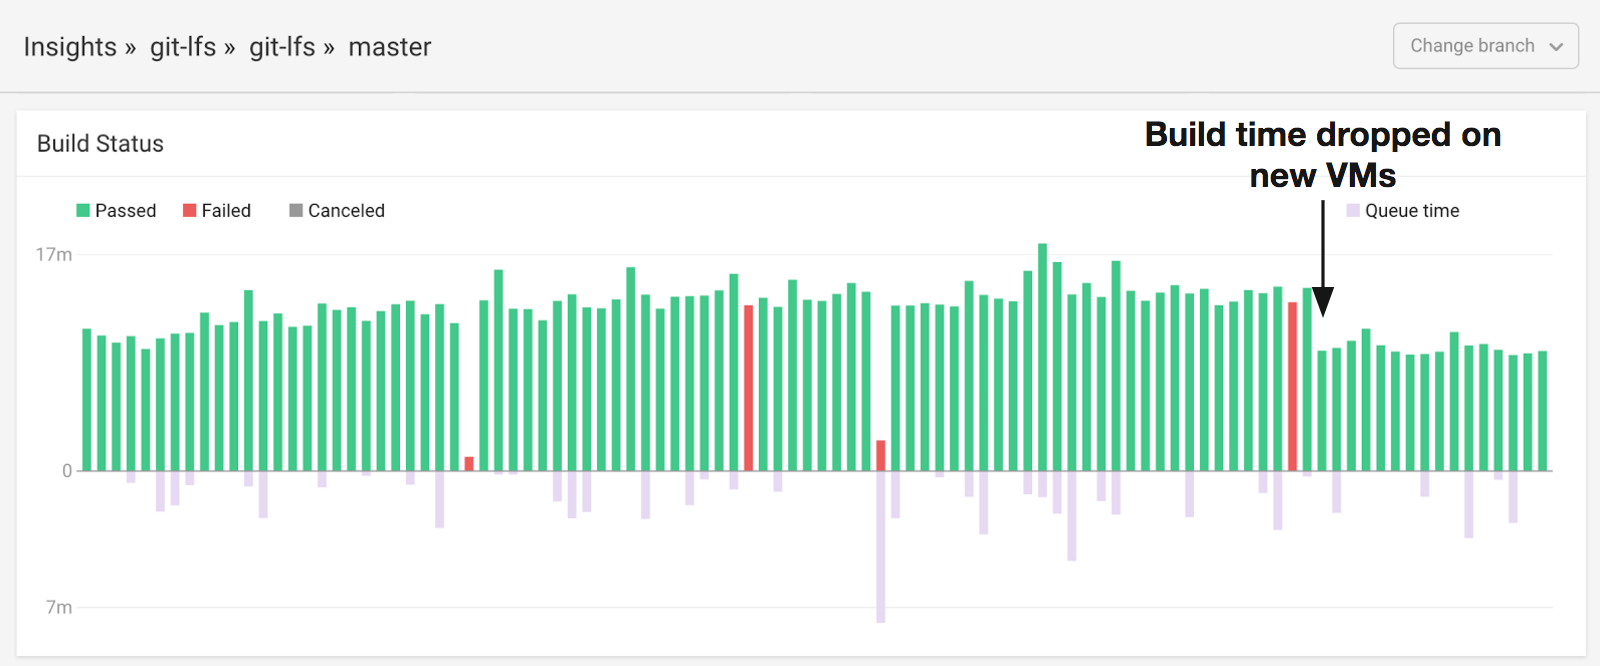 Insights » git-lfs » git-lfs » master
Change branch
Build Status
Build time dropped on
new VMs
Passed Failed Canceled
Queue time
17m
0
7m